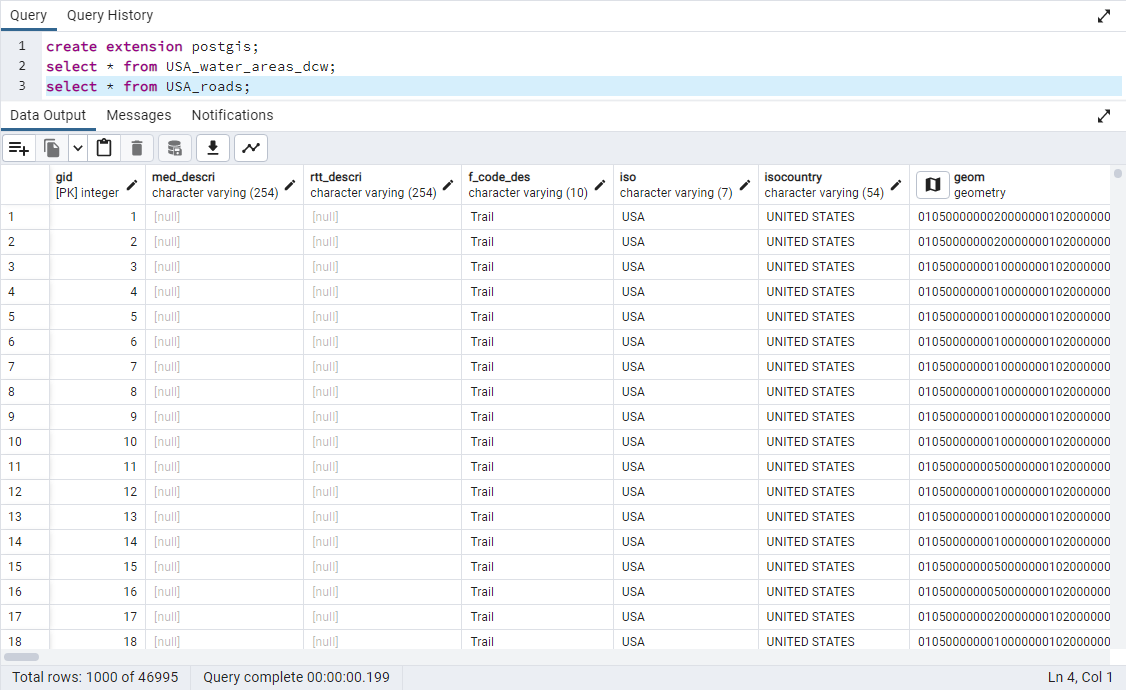 Query Query History
1 create extension postgis;
2 select * from USA_water_areas_dcw;
3 select * from USA_roads;
Data Output Messages Notifications
gid med_descri rtt_descri f_code_des iso isocountry geom
[PK] integer character varying (254) character varying (254) character varying (10) character varying (7) character varying (54) geometry
1 1 [null] [null] Trail USA UNITED STATES 0105000000020000000102000000
2 2 [null] [null] Trail USA UNITED STATES 0105000000020000000102000000
3 3 [null] [null] Trail USA UNITED STATES 0105000000010000000102000000
4 4 [null] [null] Trail USA UNITED STATES 0105000000010000000102000000
5 5 [null] [null] Trail USA UNITED STATES 0105000000010000000102000000
6 6 [null] [null] Trail USA UNITED STATES 0105000000010000000102000000
7 7 [null] [null] Trail USA UNITED STATES 0105000000010000000102000000
8 8 [null] [null] Trail USA UNITED STATES 0105000000010000000102000000
9 9 [null] [null] Trail USA UNITED STATES 0105000000010000000102000000
10 10 [null] [null] Trail USA UNITED STATES 0105000000010000000102000000
11 11 [null] [null] Trail USA UNITED STATES 0105000000050000000102000000
12 12 [null] [null] Trail USA UNITED STATES 0105000000010000000102000000
13 13 [null] [null] Trail USA UNITED STATES 0105000000010000000102000000
14 14 [null] [null] Trail USA UNITED STATES 0105000000010000000102000000
15 15 [null] [null] Trail USA UNITED STATES 0105000000050000000102000000
16 16 [null] [null] Trail USA UNITED STATES 0105000000050000000102000000
17 17 [null] [null] Trail USA UNITED STATES 0105000000020000000102000000
18 18 [null] [null] Trail USA UNITED STATES 0105000000010000000102000000
Total rows: 1000 of 46995 Query complete 00:00:00.199 Ln 4, Col 1